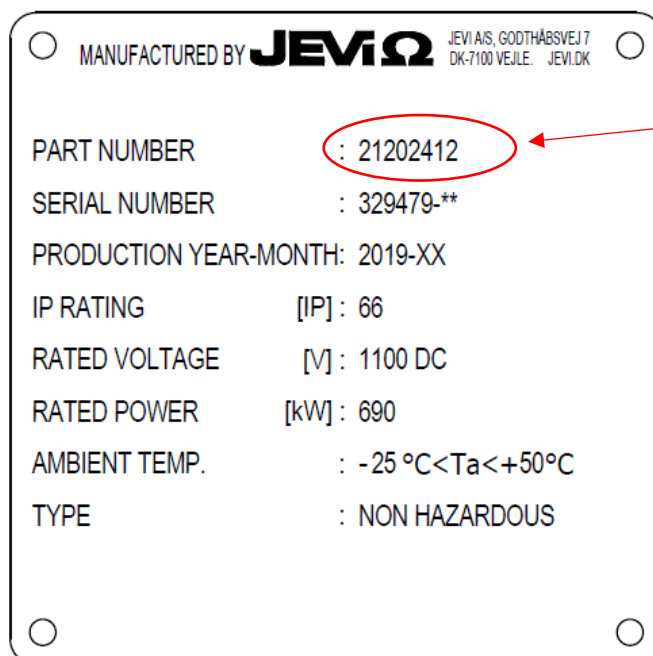 MANUFACTURED BY JEVIΩ JEVI A/S, GODTHÅBSVEJ 7
DK-7100 VEJLE. JEVI.DK
PART NUMBER : 21202412
SERIAL NUMBER : 329479-**
PRODUCTION YEAR-MONTH: 2019-XX
IP RATING [IP] : 66
RATED VOLTAGE [V] : 1100 DC
RATED POWER [kW] : 690
AMBIENT TEMP. : -25 °C<Ta<+50°C
TYPE : NON HAZARDOUS